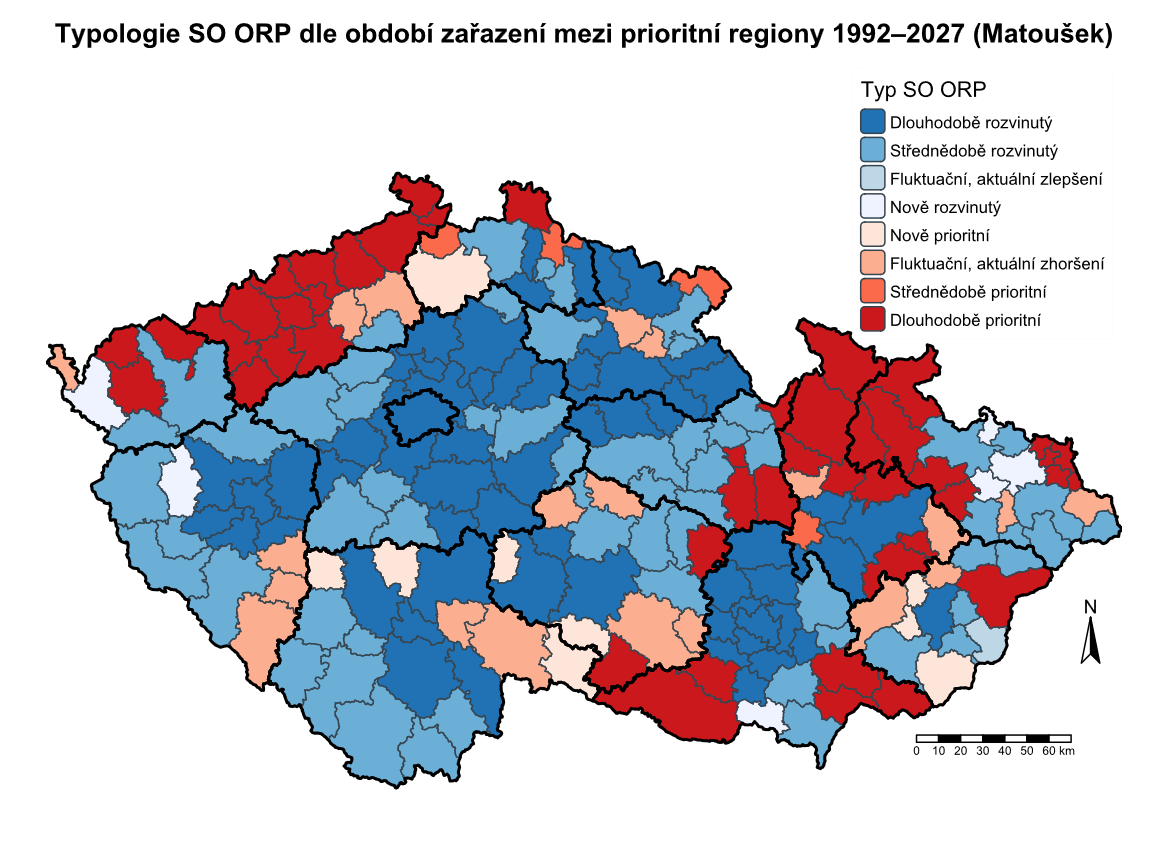 Typologie SO ORP dle období zařazení mezi prioritní regiony 1992–2027 (Matoušek)
Typ SO ORP
Dlouhodobě rozvinutý
Střednědobě rozvinutý
Fluktuační, aktuální zlepšení
Nově rozvinutý
Nově prioritní
Fluktuační, aktuální zhoršení
Střednědobě prioritní
Dlouhodobě prioritní
N
0 10 20 30 40 50 60 km